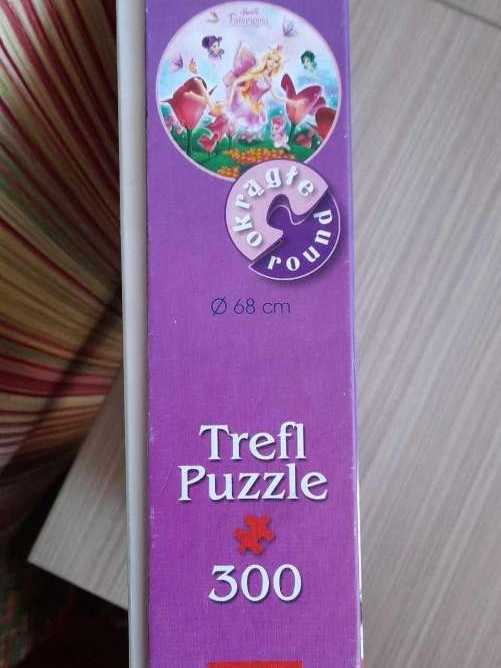 Fairytopia
okrągłe
round
Ø 68 cm
Trefl
Puzzle
300